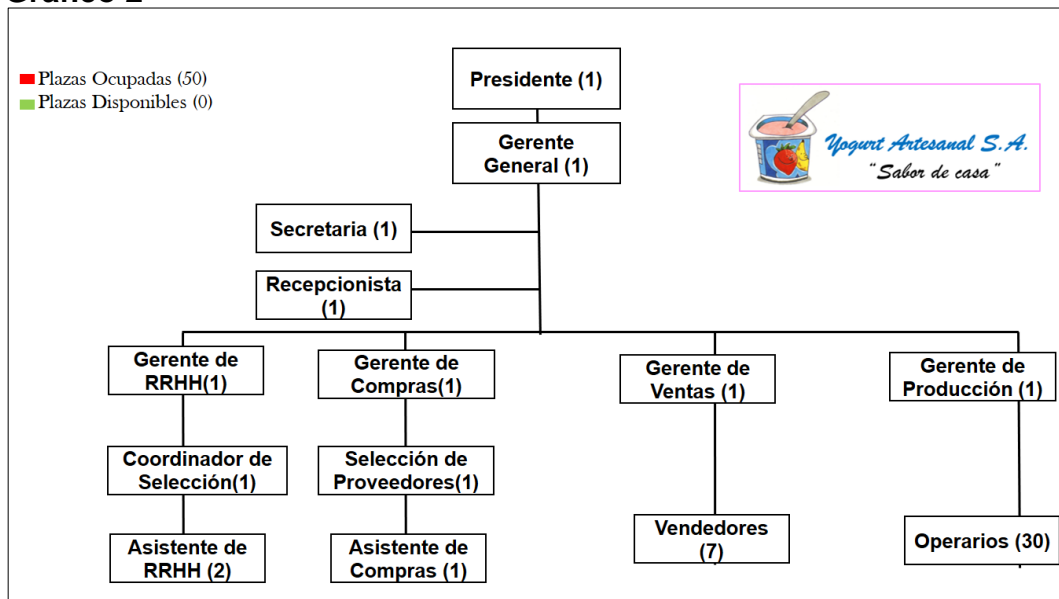 Plazas Ocupadas (50)
Plazas Disponibles (0)
Presidente (1)
Gerente
General (1)
Yogurt Artesanal S.A.
"Sabor de casa"
Secretaria (1)
Recepcionista
(1)
Gerente de
RRHH(1)
Gerente de
Compras(1)
Gerente de
Ventas (1)
Gerente de
Producción (1)
Coordinador de
Selección(1)
Selección de
Proveedores(1)
Asistente de
RRHH (2)
Asistente de
Compras (1)
Vendedores
(7)
Operarios (30)